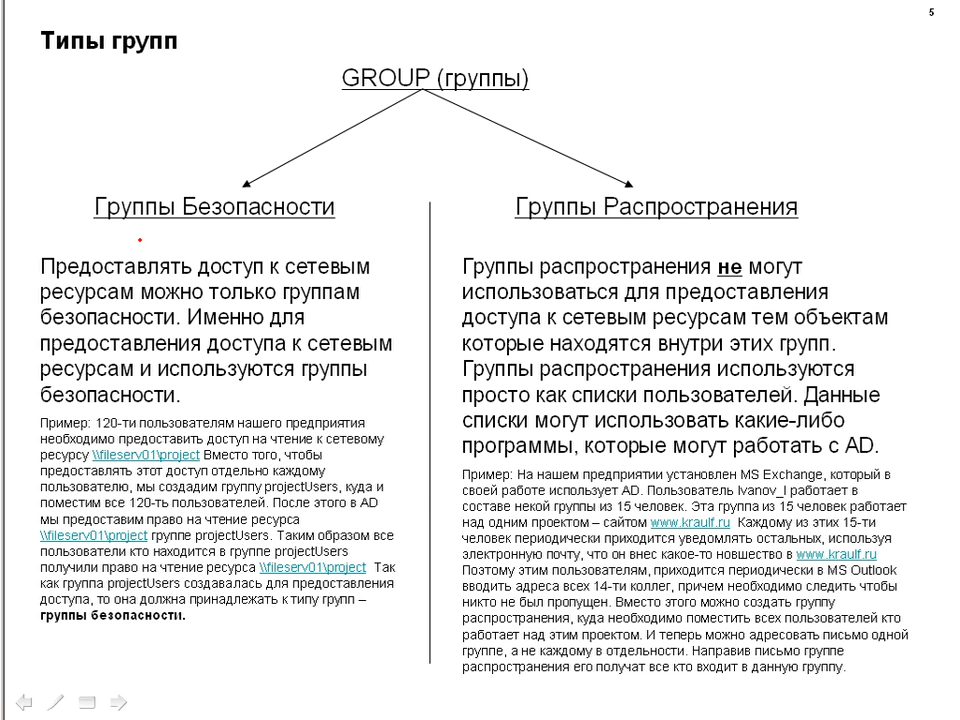 5
Типы групп
GROUP (группы)
Группы Безопасности
Предоставлять доступ к сетевым
ресурсам можно только группам
безопасности. Именно для
предоставления доступа к сетевым
ресурсам и используются группы
безопасности.
Пример: 120-ти пользователям нашего предприятия
необходимо предоставить доступ на чтение к сетевому
ресурсу \\fileserv01\project Вместо того, чтобы
предоставлять этот доступ отдельно каждому
пользователю, мы создадим группу projectUsers, куда и
поместим все 120-ть пользователей. После этого в AD
мы предоставим право на чтение ресурса
\\fileserv01\project группе projectUsers. Таким образом все
пользователи кто находится в группе projectUsers
получили право на чтение ресурса \\fileserv01\project Так
как группа projectUsers создавалась для предоставления
доступа, то она должна принадлежать к типу групп –
группы безопасности.
Группы Распространения
Группы распространения не могут
использоваться для предоставления
доступа к сетевым ресурсам тем объектам
которые находятся внутри этих групп.
Группы распространения используются
просто как списки пользователей. Данные
списки могут использовать какие-либо
программы, которые могут работать с AD.
Пример: На нашем предприятии установлен MS Exchange, который в
своей работе использует AD. Пользователь Ivanov_I работает в
составе некой группы из 15 человек. Эта группа из 15 человек работает
над одним проектом – сайтом www.kraulf.ru Каждому из этих 15-ти
человек периодически приходится уведомлять остальных, используя
электронную почту, что он внес какое-то новшество в www.kraulf.ru
Поэтому этим пользователям, приходится периодически в MS Outlook
вводить адреса всех 14-ти коллег, причем необходимо следить чтобы
никто не был пропущен. Вместо этого можно создать группу
распространения, куда необходимо поместить всех пользователей кто
работает над этим проектом. И теперь можно адресовать письмо одной
группе, а не каждому в отдельности. Направив письмо группе
распространения его получат все кто входит в данную группу.